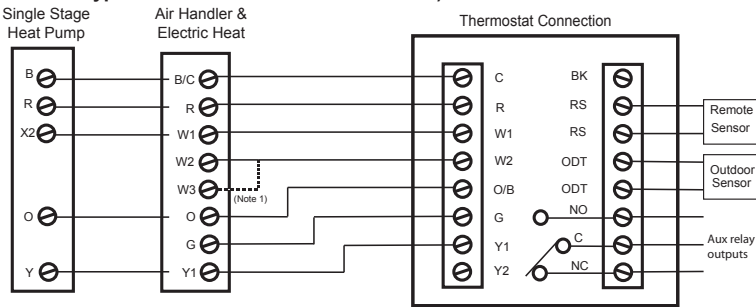 Single Stage
Heat Pump
Air Handler &
Electric Heat
Thermostat Connection
B
R
X2
O
Y
B/C
R
W1
W2
W3
(Note 1)
O
G
Y1
C
R
W1
W2
O/B
G
Y1
Y2
BK
RS
RS
ODT
ODT
NO
C
NC
Remote
Sensor
Outdoor
Sensor
Aux relay
outputs